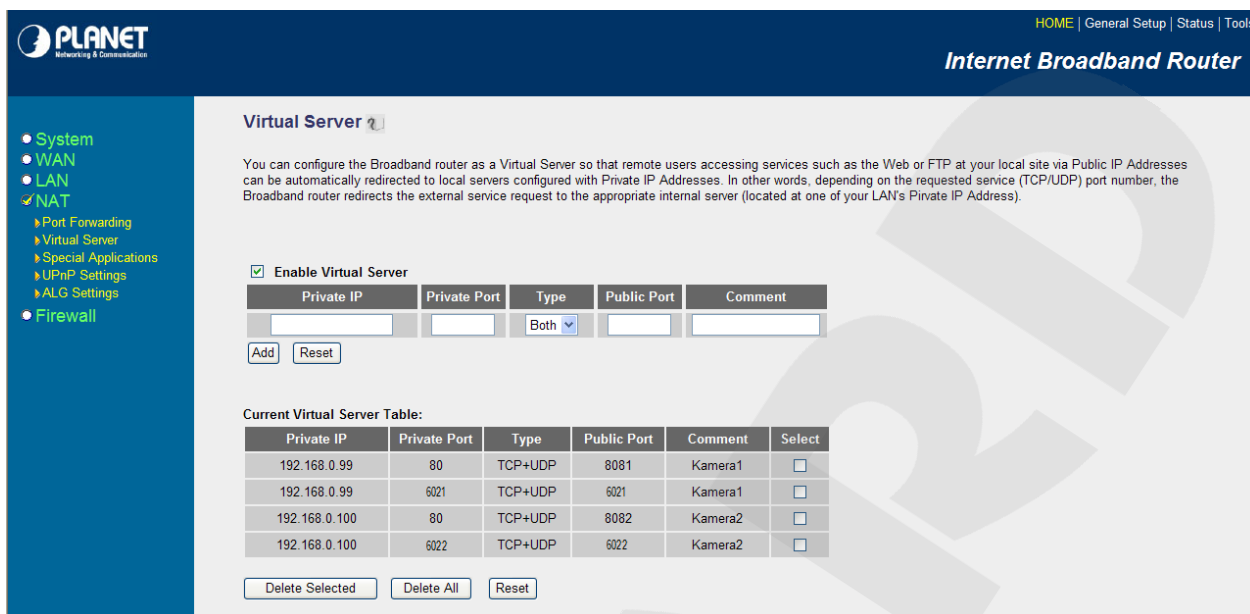 PLANET
Networking & Communication
HOME | General Setup | Status | Tools
Internet Broadband Router
System
WAN
LAN
NAT
Port Forwarding
Virtual Server
Special Applications
UPnP Settings
ALG Settings
Firewall
Virtual Server
You can configure the Broadband router as a Virtual Server so that remote users accessing services such as the Web or FTP at your local site via Public IP Addresses
can be automatically redirected to local servers configured with Private IP Addresses. In other words, depending on the requested service (TCP/UDP) port number, the
Broadband router redirects the external service request to the appropriate internal server (located at one of your LAN's Pirivate IP Address).
Enable Virtual Server
Private IP Private Port Type Public Port Comment
Both
Add Reset
Current Virtual Server Table:
Private IP Private Port Type Public Port Comment Select
192.168.0.99 80 TCP+UDP 8081 Kamera1
192.168.0.99 6021 TCP+UDP 6021 Kamera1
192.168.0.100 80 TCP+UDP 8082 Kamera2
192.168.0.100 6022 TCP+UDP 6022 Kamera2
Delete Selected Delete All Reset